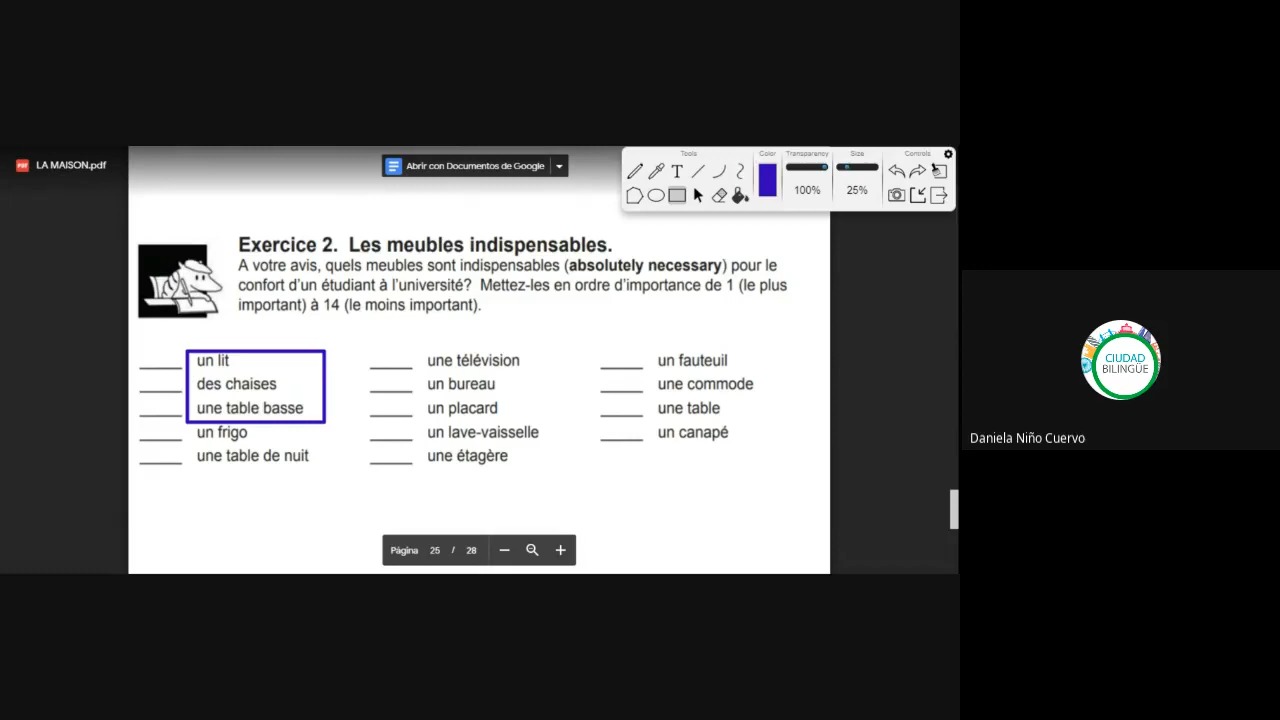 LA MAISON.pdf
Abrir con Documentos de Google
Tools
Color
Transparency
Size
Controls
100%
25%
Exercice 2. Les meubles indispensables.
A votre avis, quels meubles sont indispensables (absolutely necessary) pour le
confort d'un étudiant à l'université? Mettez-les en ordre d'importance de 1 (le plus
important) à 14 (le moins important).
un lit
des chaises
une table basse
un frigo
une table de nuit
une télévision
un bureau
un placard
un lave-vaisselle
une étagère
un fauteuil
une commode
une table
un canapé
Página 25 / 28
CIUDAD
BILINGÜE
Daniela Niño Cuervo